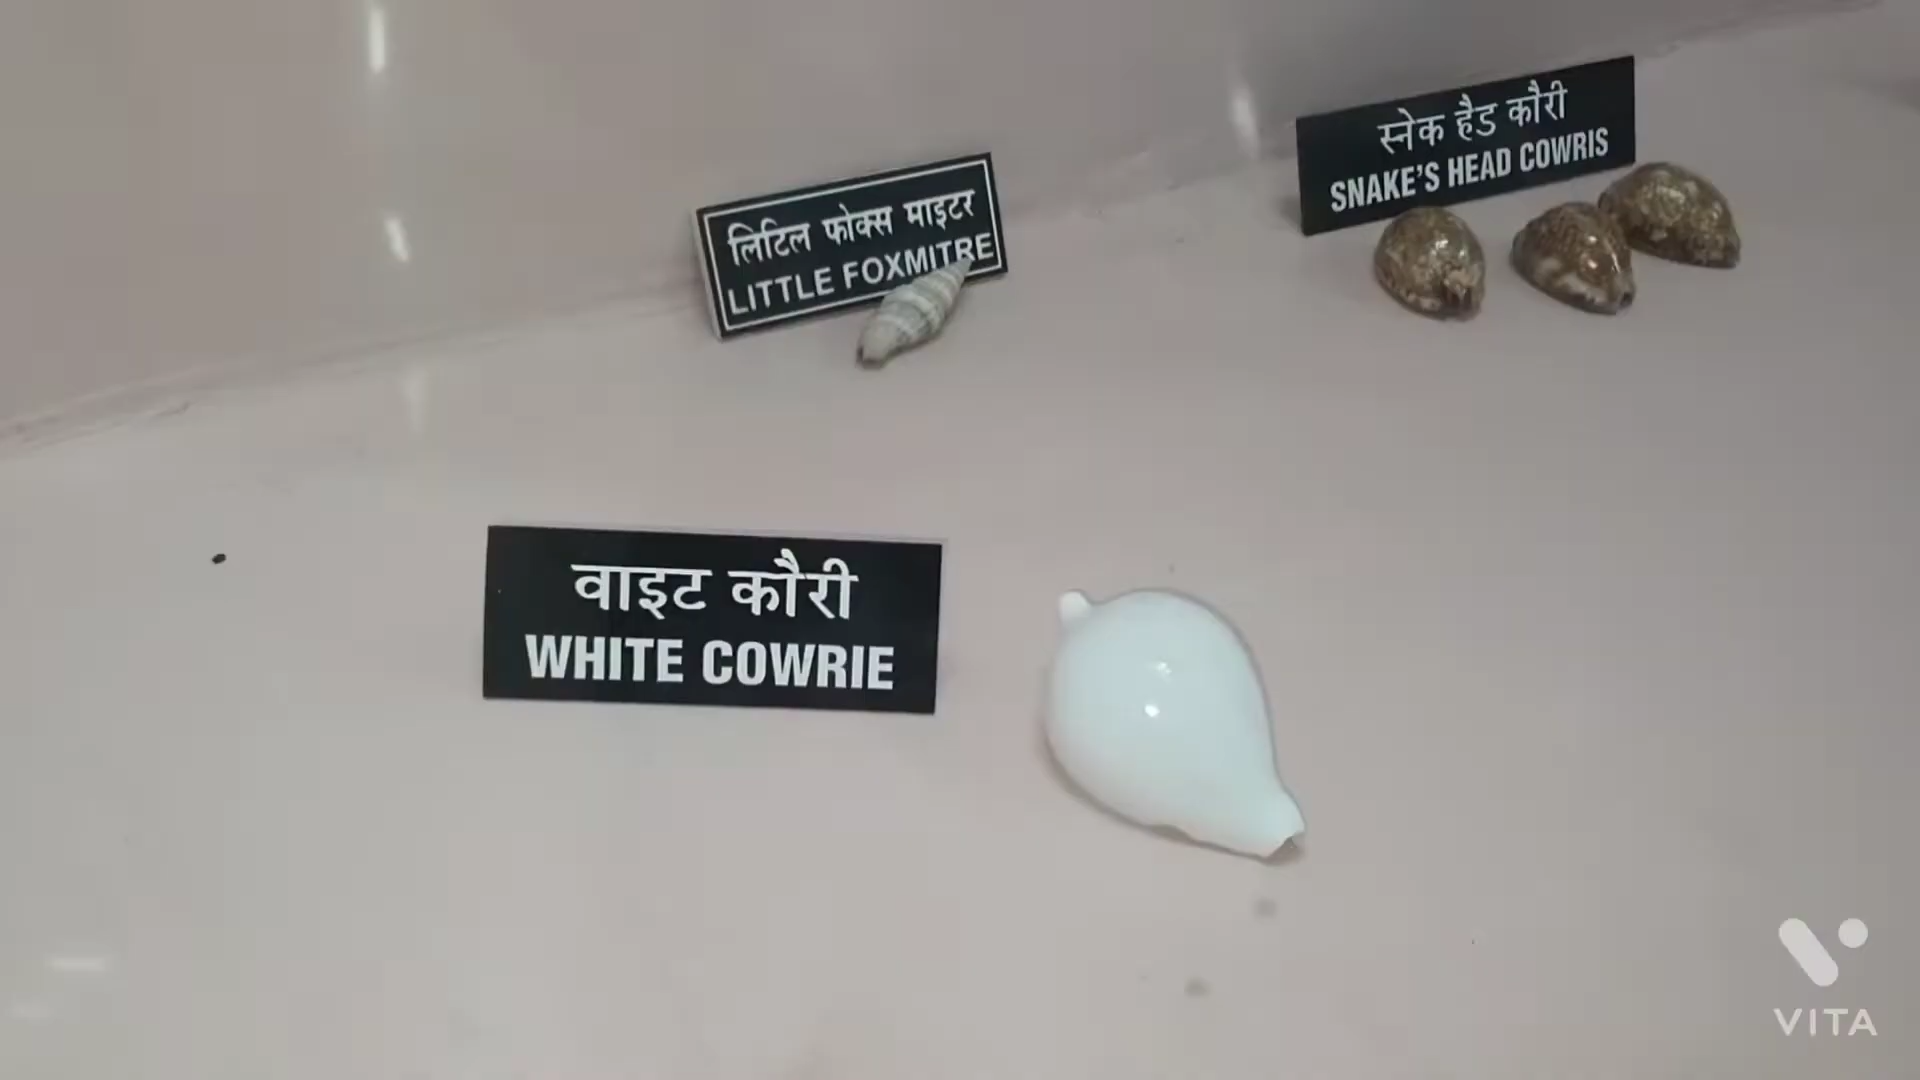 लिटिल फोक्स माइटर
LITTLE FOXMITRE
स्नेक हैड कौरी
SNAKE'S HEAD COWRIS
वाइट कौरी
WHITE COWRIE
VITA